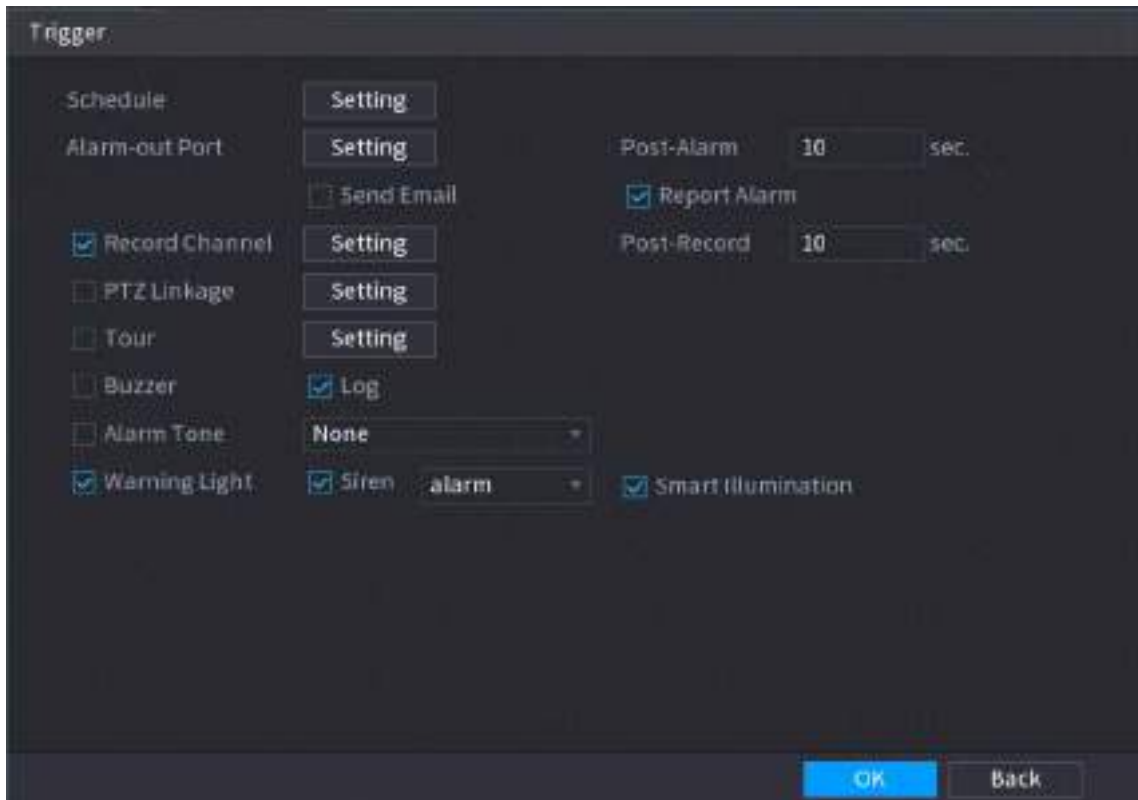 Trigger
Schedule Setting
Alarm-out Port Setting Post-Alarm 10 sec.
Send Email Report Alarm
Record Channel Setting Post-Record 10 sec.
PTZ Linkage Setting
Tour Setting
Buzzer Log
Alarm Tone None
Warning Light Siren alarm Smart Illumination
OK Back